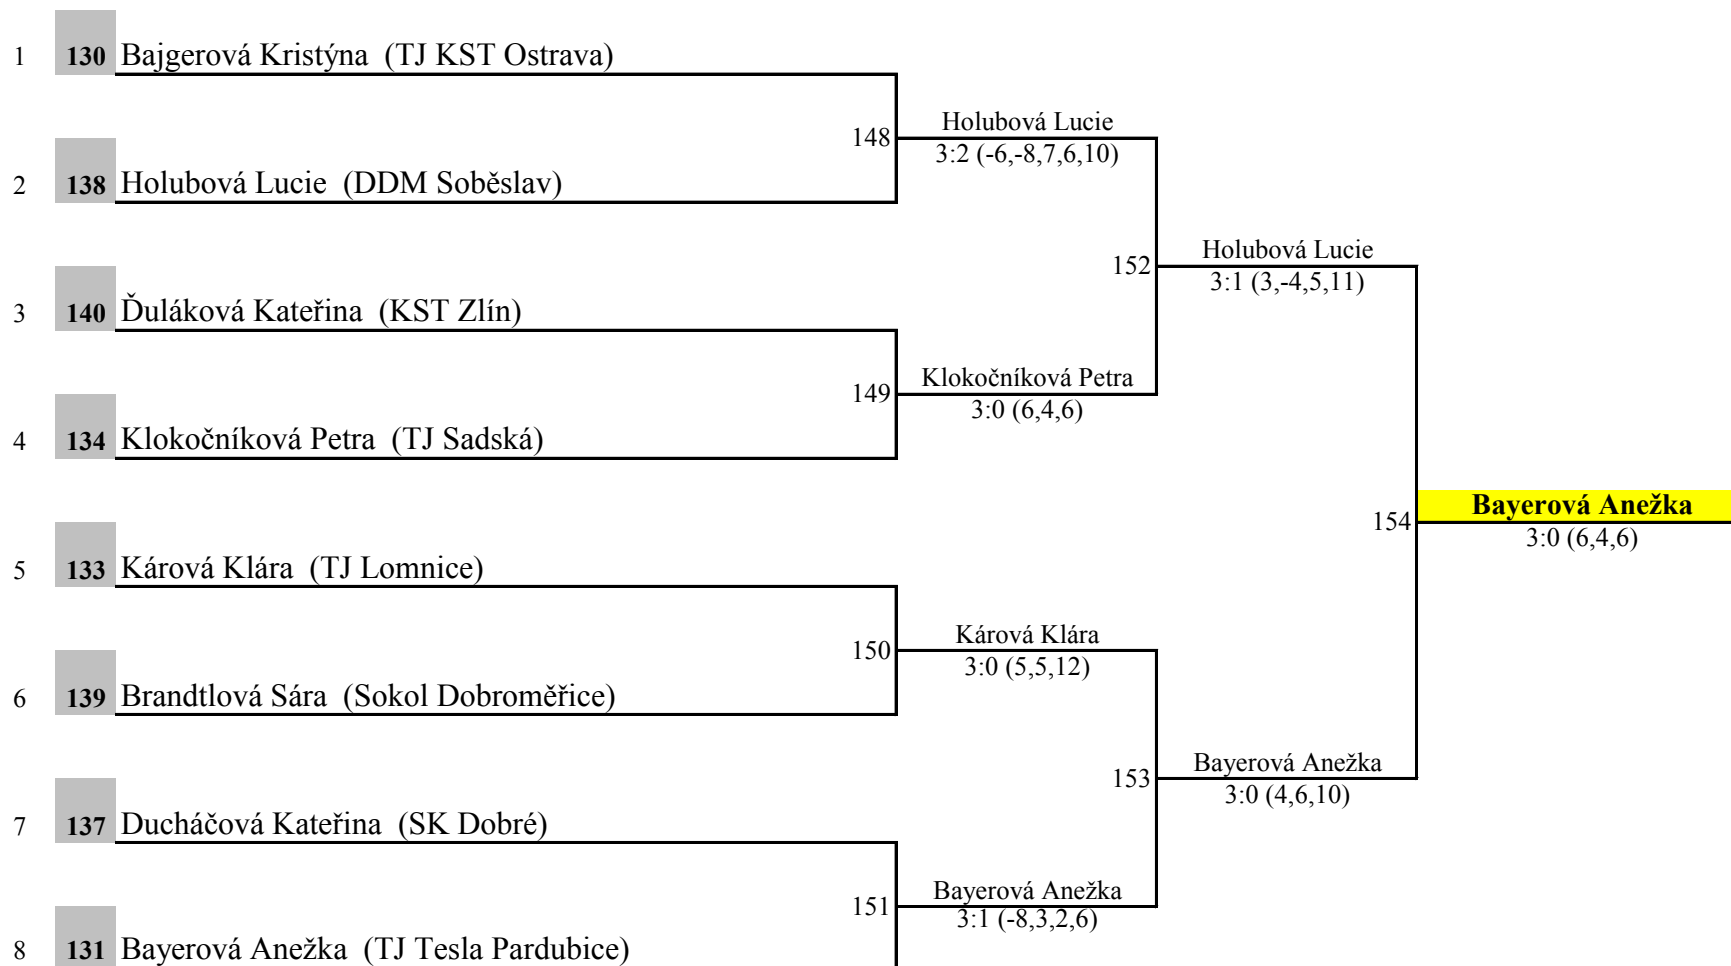 1 130 Bajgerová Kristýna (TJ KST Ostrava)
148 Holubová Lucie
3:2 (-6,-8,7,6,10)
2 138 Holubová Lucie (DDM Soběslav)
152 Holubová Lucie
3:1 (3,-4,5,11)
3 140 Ďuláková Kateřina (KST Zlín)
149 Klokočníková Petra
3:0 (6,4,6)
4 134 Klokočníková Petra (TJ Sadská)
154 Bayerová Anežka
3:0 (6,4,6)
5 133 Kárová Klára (TJ Lomnice)
150 Kárová Klára
3:0 (5,5,12)
6 139 Brandtlová Sára (Sokol Dobroměřice)
153 Bayerová Anežka
3:0 (4,6,10)
7 137 Ducháčová Kateřina (SK Dobré)
151 Bayerová Anežka
3:1 (-8,3,2,6)
8 131 Bayerová Anežka (TJ Tesla Pardubice)